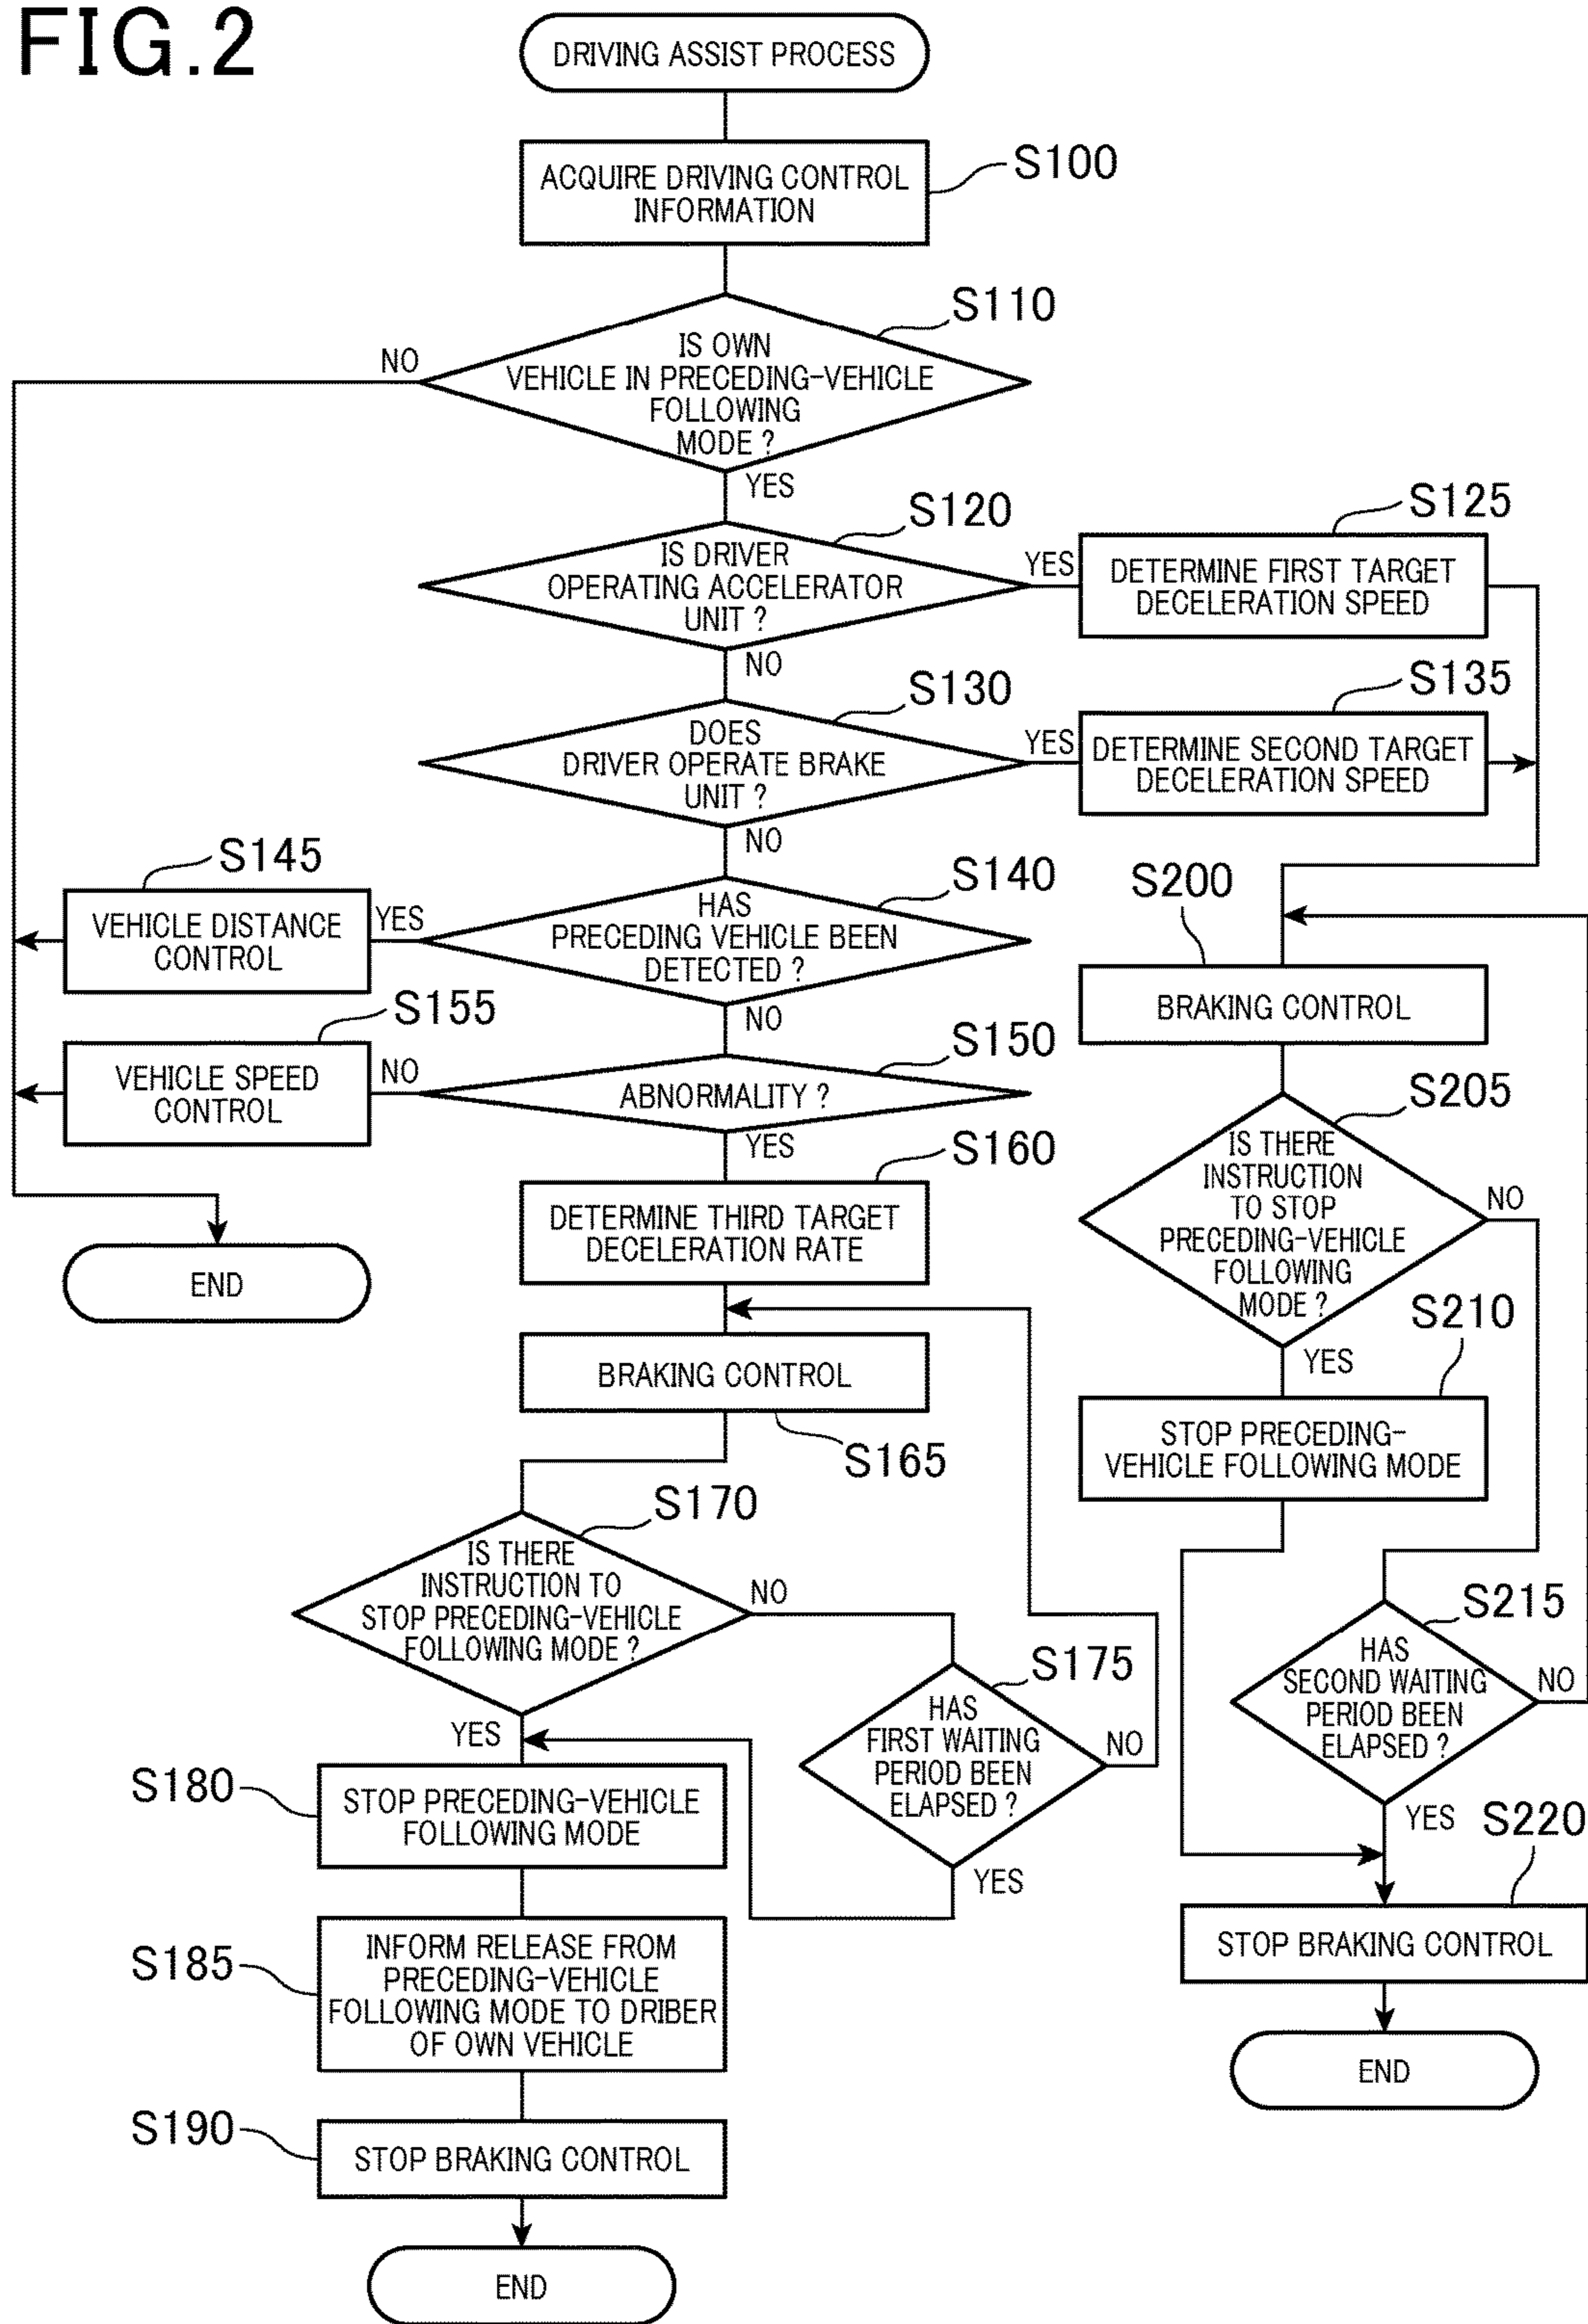 FIG.2
DRIVING ASSIST PROCESS
S100
ACQUIRE DRIVING CONTROL
INFORMATION
S110
IS OWN
VEHICLE IN PRECEDING-VEHICLE
FOLLOWING
MODE ?
NO
YES
S120
IS DRIVER
OPERATING ACCELERATOR
UNIT ?
YES
NO
S125
DETERMINE FIRST TARGET
DECELERATION SPEED
S130
DOES
DRIVER OPERATE BRAKE
UNIT ?
YES
NO
S135
DETERMINE SECOND TARGET
DECELERATION SPEED
S140
HAS
PRECEDING VEHICLE BEEN
DETECTED ?
YES
NO
S145
VEHICLE DISTANCE
CONTROL
S150
ABNORMALITY ?
NO
YES
S155
VEHICLE SPEED
CONTROL
END
S160
DETERMINE THIRD TARGET
DECELERATION RATE
BRAKING CONTROL
S165
S170
IS THERE
INSTRUCTION TO
STOP PRECEDING-VEHICLE
FOLLOWING MODE ?
NO
YES
S175
HAS
FIRST WAITING
PERIOD BEEN
ELAPSED ?
NO
YES
S180
STOP PRECEDING-VEHICLE
FOLLOWING MODE
S185
INFORM RELEASE FROM
PRECEDING-VEHICLE
FOLLOWING MODE TO DRIBER
OF OWN VEHICLE
S190
STOP BRAKING CONTROL
END
S200
BRAKING CONTROL
S205
IS THERE
INSTRUCTION
TO STOP
PRECEDING-VEHICLE
FOLLOWING
MODE ?
NO
YES
S210
STOP PRECEDING-
VEHICLE FOLLOWING MODE
S215
HAS
SECOND WAITING
PERIOD BEEN
ELAPSED ?
NO
YES
S220
STOP BRAKING CONTROL
END